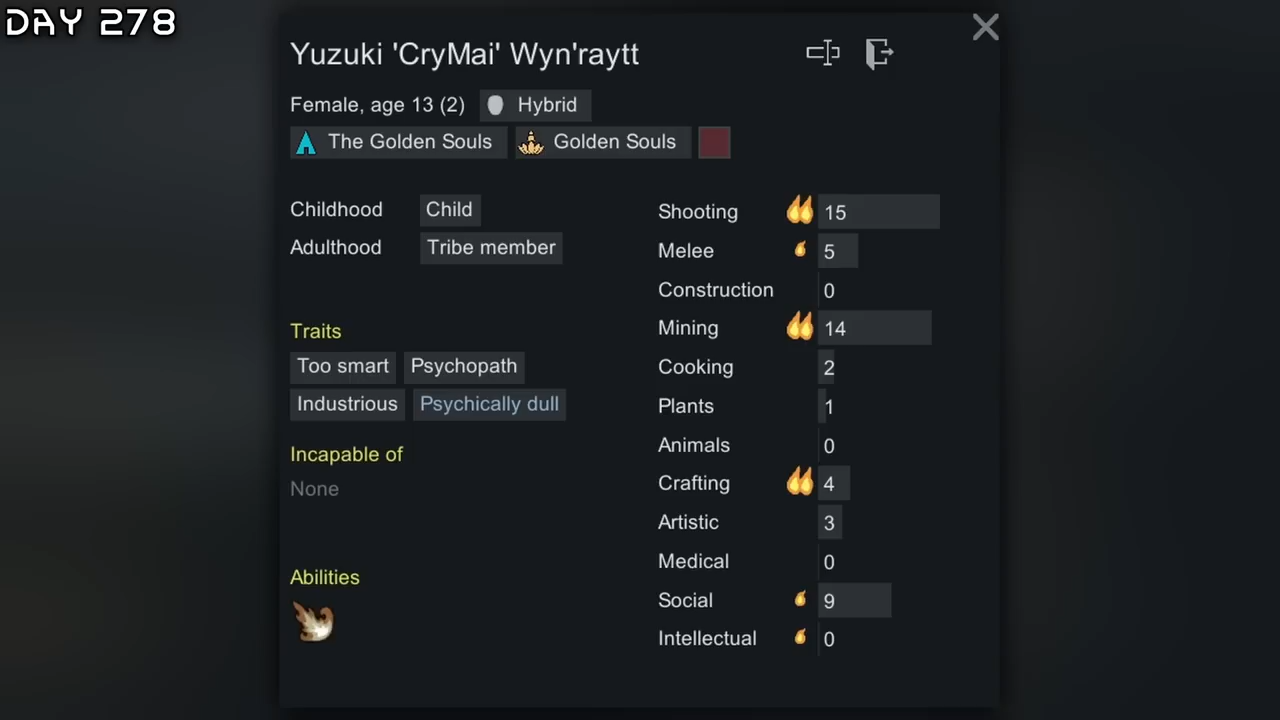 DAY 278
Yuzuki 'CryMai' Wyn'raytt
Female, age 13 (2) Hybrid
The Golden Souls Golden Souls
Childhood Child
Adulthood Tribe member
Traits
Too smart Psychopath
Industrious Psychically dull
Incapable of
None
Abilities
Shooting 15
Melee 5
Construction 0
Mining 14
Cooking 2
Plants 1
Animals 0
Crafting 4
Artistic 3
Medical 0
Social 9
Intellectual 0